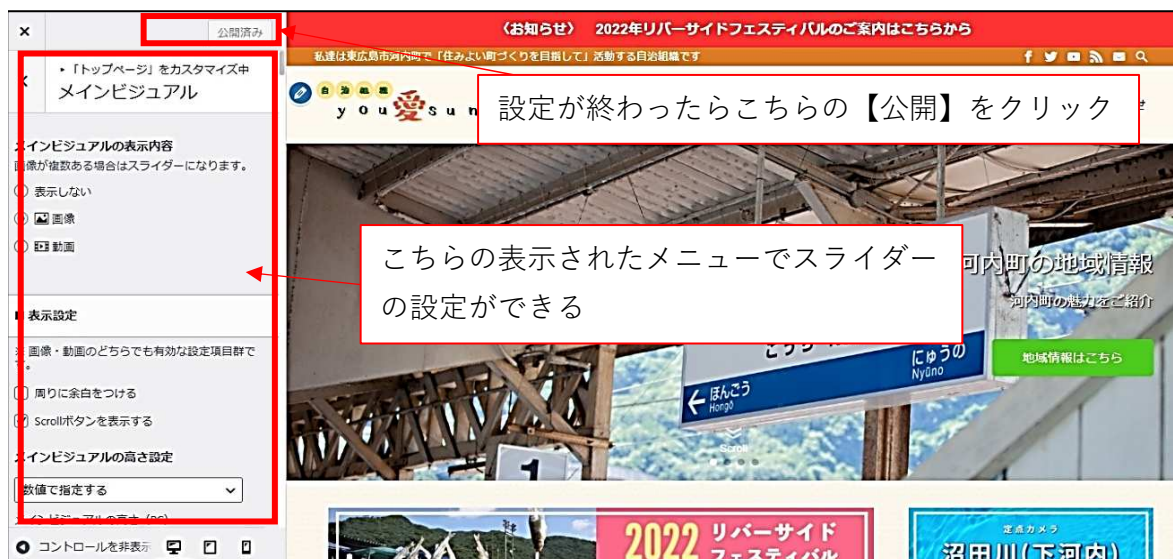 公開済み
「トップページ」をカスタマイズ中
メインビジュアル
メインビジュアルの表示内容
画像が複数ある場合はスライダーになります。
表示しない
画像
動画
表示設定
※ 画像・動画のどちらでも有効な設定項目群です。
周りに余白をつける
Scrollボタンを表示する
メインビジュアルの高さ設定
数値で指定する
コントロールを非表示
〈お知らせ〉 2022年リバーサイドフェスティバルのご案内はこちらから
私達は東広島市河内町で「住みよい町づくりを目指して」活動する自治組織です
自治組織
you愛sun
設定が終わったらこちらの【公開】をクリック
こちらの表示されたメニューでスライダー
の設定ができる
河内町の地域情報
河内町の魅力をご紹介
地域情報はこちら
にゅうの
Nyūno
ほんごう
Hongō
Scroll
1
2022 リバーサイド
フェスティバル
定点カメラ
沼田川(下河内)